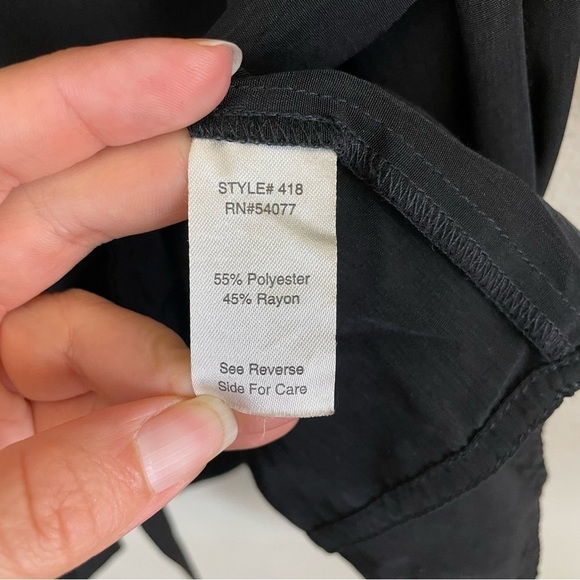 STYLE# 418
RN#54077
55% Polyester
45% Rayon
See Reverse
Side For Care